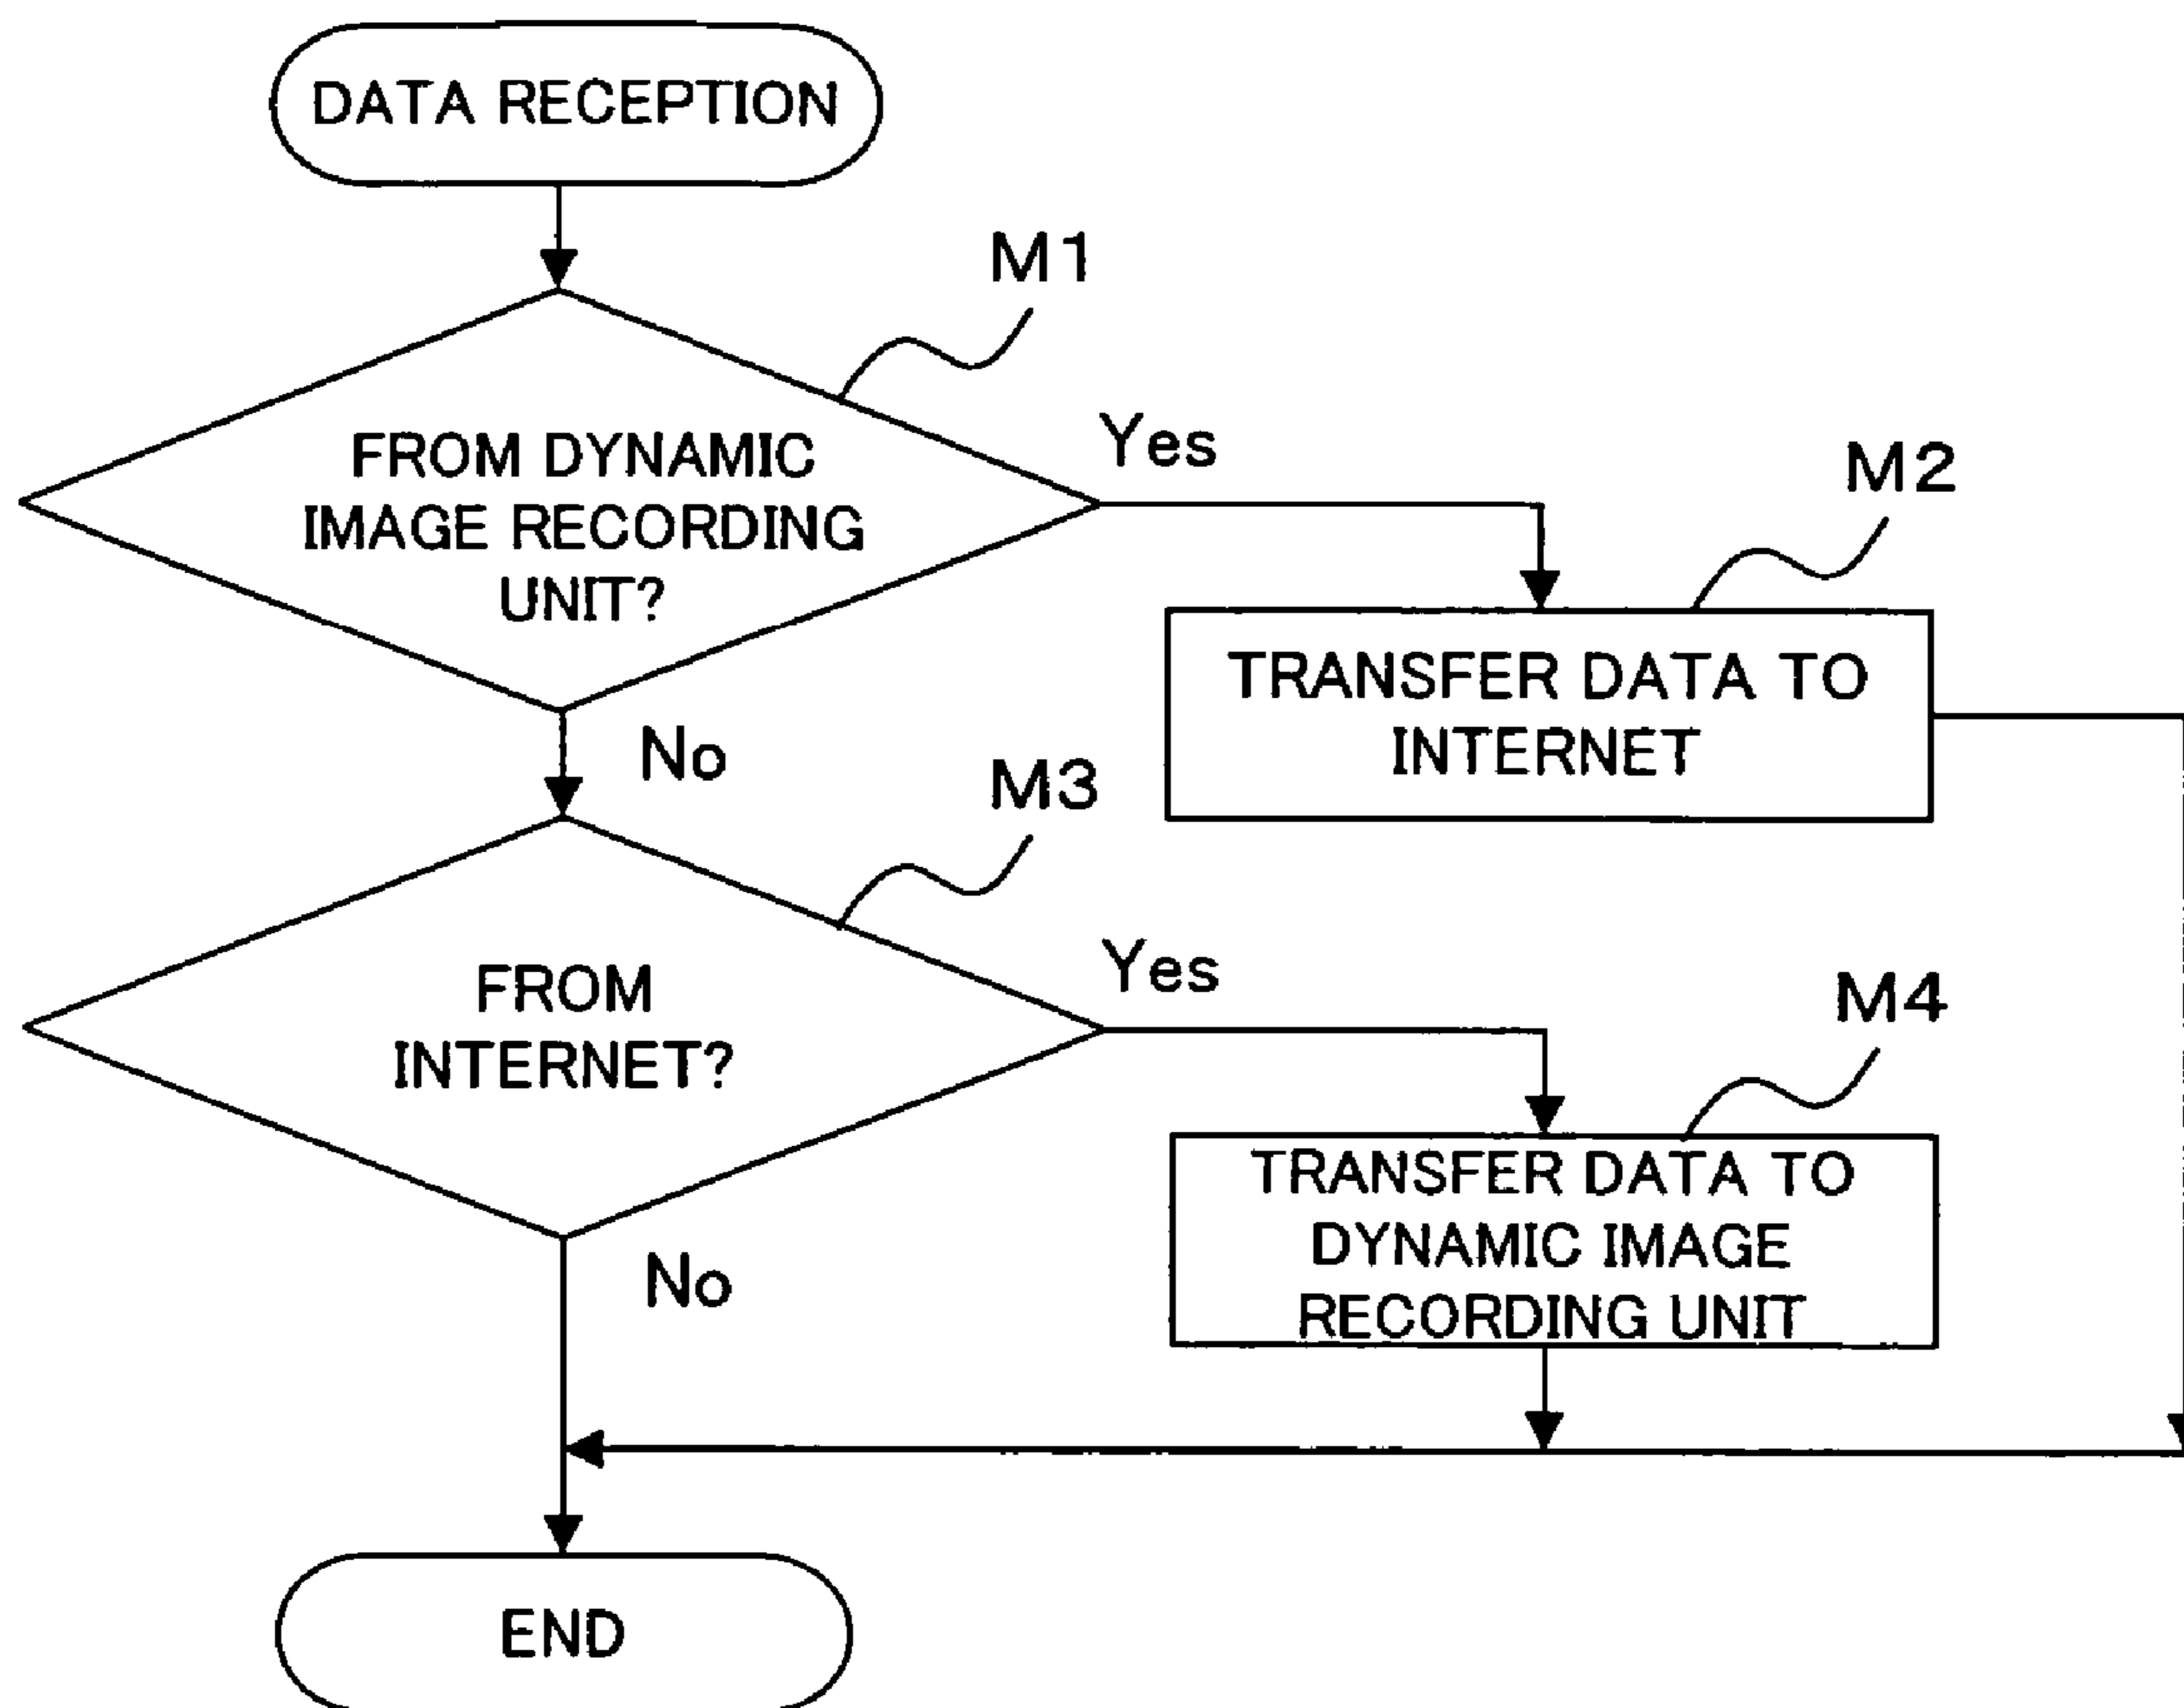 DATA RECEPTION
M1
FROM DYNAMIC
IMAGE RECORDING
UNIT?
Yes
M2
TRANSFER DATA TO
INTERNET
No
M3
FROM
INTERNET?
Yes
M4
TRANSFER DATA TO
DYNAMIC IMAGE
RECORDING UNIT
No
END